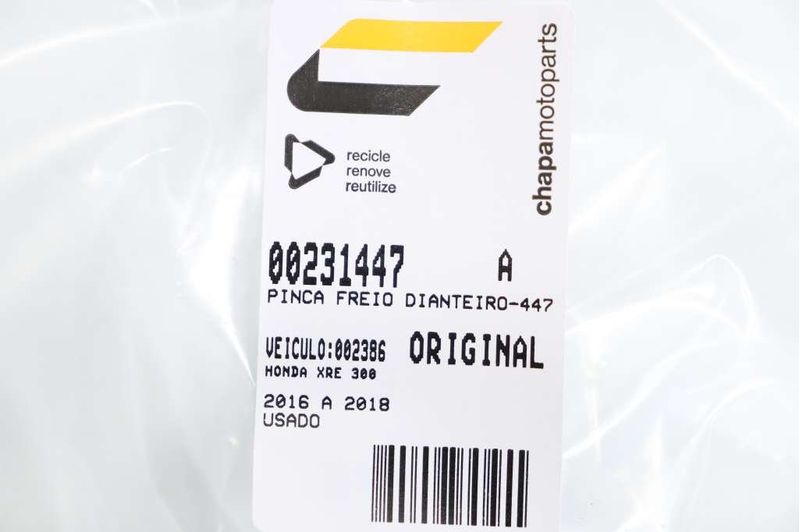 chapamotoparts
recicle
renove
reutilize
00231447 A
PINCA FREIO DIANTEIRO-447
VEICULO:002386 ORIGINAL
HONDA XRE 300
2016 A 2018
USADO